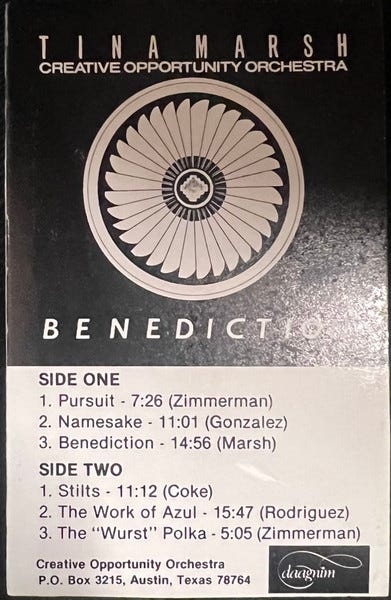 TINA MARSH
CREATIVE OPPORTUNITY ORCHESTRA
BENEDICTION
SIDE ONE
1. Pursuit - 7:26 (Zimmerman)
2. Namesake - 11:01 (Gonzalez)
3. Benediction - 14:56 (Marsh)
SIDE TWO
1. Stilts - 11:12 (Coke)
2. The Work of Azul - 15:47 (Rodriguez)
3. The "Wurst" Polka - 5:05 (Zimmerman)
Creative Opportunity Orchestra
P.O. Box 3215, Austin, Texas 78764
daagnim